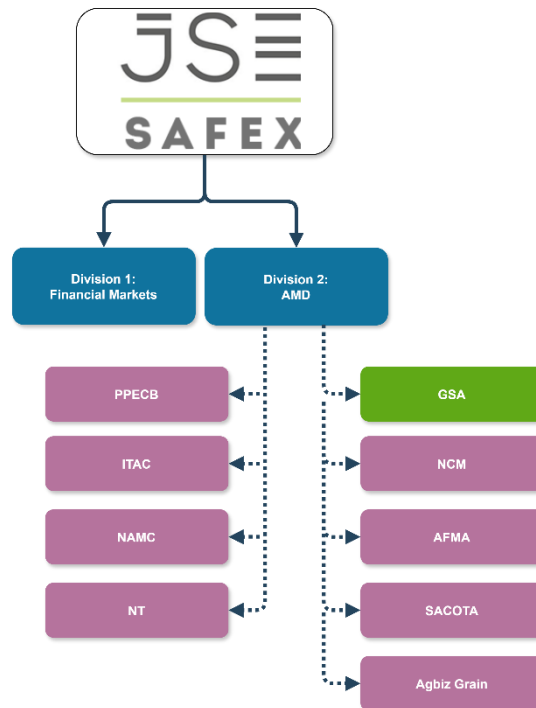 JSE
SAFEX
Division 1:
Financial Markets
Division 2:
AMD
PPECB
GSA
ITAC
NCM
NAMC
AFMA
NT
SACOTA
Agbiz Grain